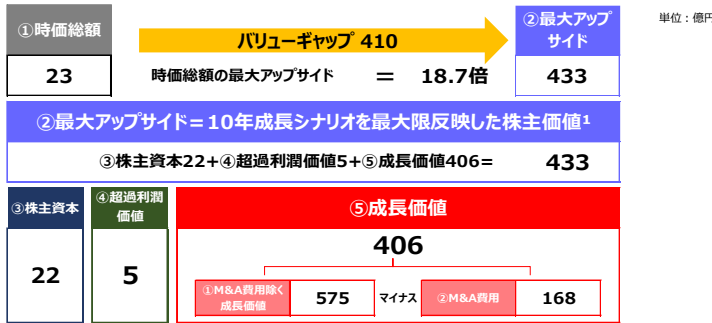 ①時価総額
バリューギャップ 410
②最大アップ
サイド
単位：億円
23
時価総額の最大アップサイド ＝ 18.7倍
433
②最大アップサイド＝10年成長シナリオを最大限反映した株主価値1
③株主資本22+④超過利潤価値5+⑤成長価値406=
433
③株主資本
④超過利潤
価値
⑤成長価値
22
5
406
①M&A費用除く
成長価値
575
マイナス
②M&A費用
168